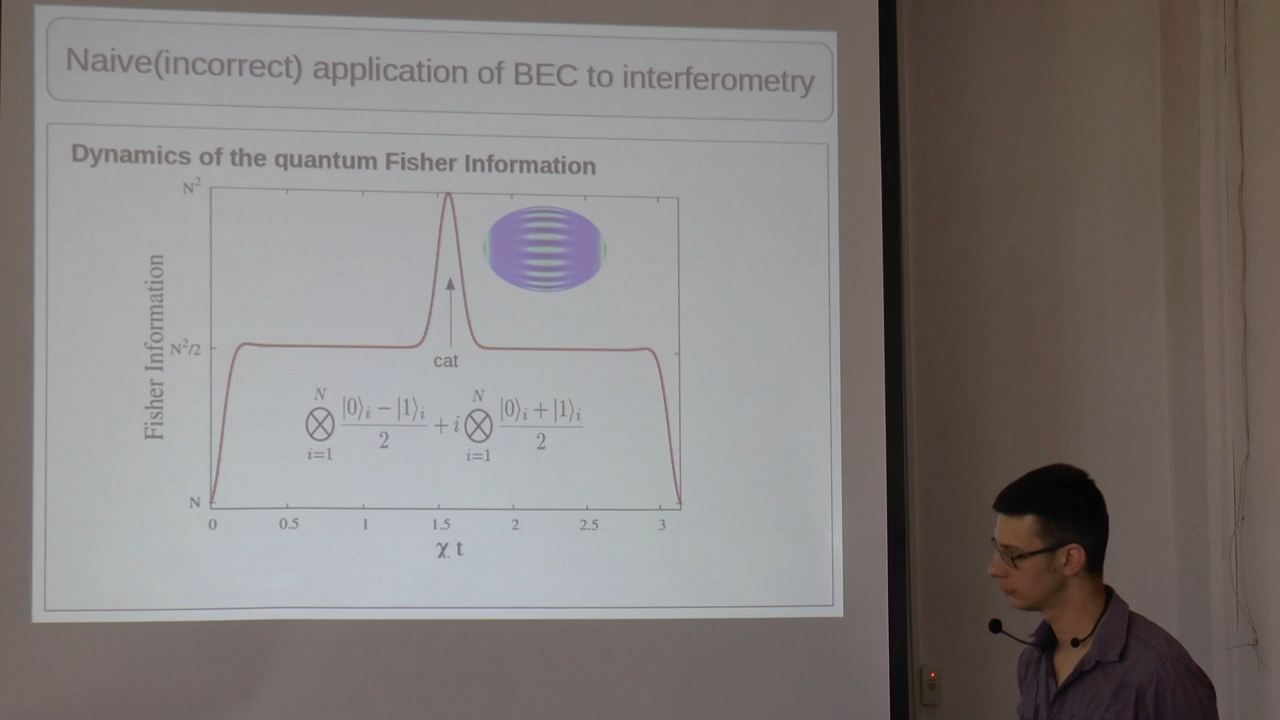 Naive(incorrect) application of BEC to interferometry
Dynamics of the quantum Fisher Information
N²
N²/2
N
Fisher Information
cat
N N
⨂ |0⟩ᵢ − |1⟩ᵢ / 2 + i ⨂ |0⟩ᵢ + |1⟩ᵢ / 2
i=1 i=1
0 0.5 1 1.5 2 2.5 3
χ t